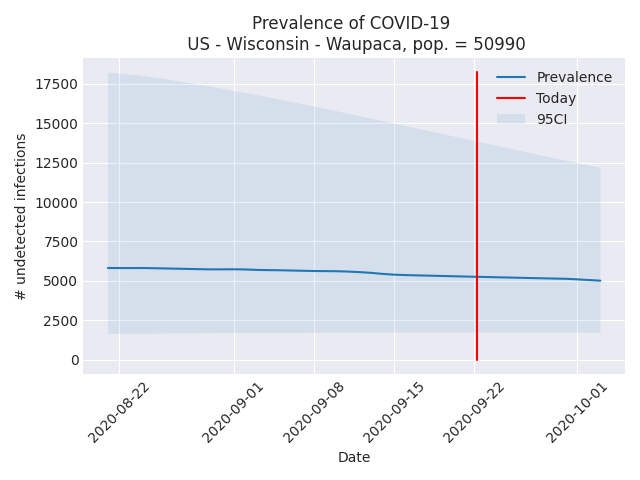 Prevalence of COVID-19
US - Wisconsin - Waupaca, pop. = 50990
Prevalence
Today
95CI
17500
15000
12500
10000
7500
5000
2500
0
# undetected infections
2020-08-22
2020-09-01
2020-09-08
2020-09-15
2020-09-22
2020-10-01
Date